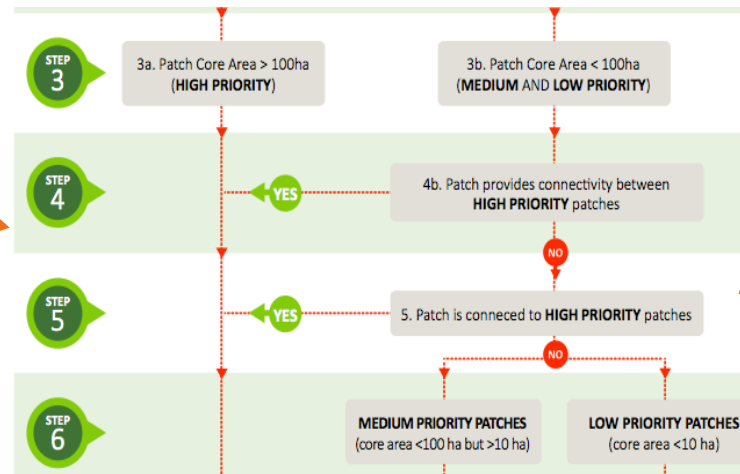 STEP
3
3a. Patch Core Area > 100ha
(HIGH PRIORITY)
3b. Patch Core Area < 100ha
(MEDIUM AND LOW PRIORITY)
STEP
4
YES
4b. Patch provides connectivity between
HIGH PRIORITY patches
NO
STEP
5
YES
5. Patch is conneced to HIGH PRIORITY patches
NO
STEP
6
MEDIUM PRIORITY PATCHES
(core area <100 ha but >10 ha)
LOW PRIORITY PATCHES
(core area <10 ha)